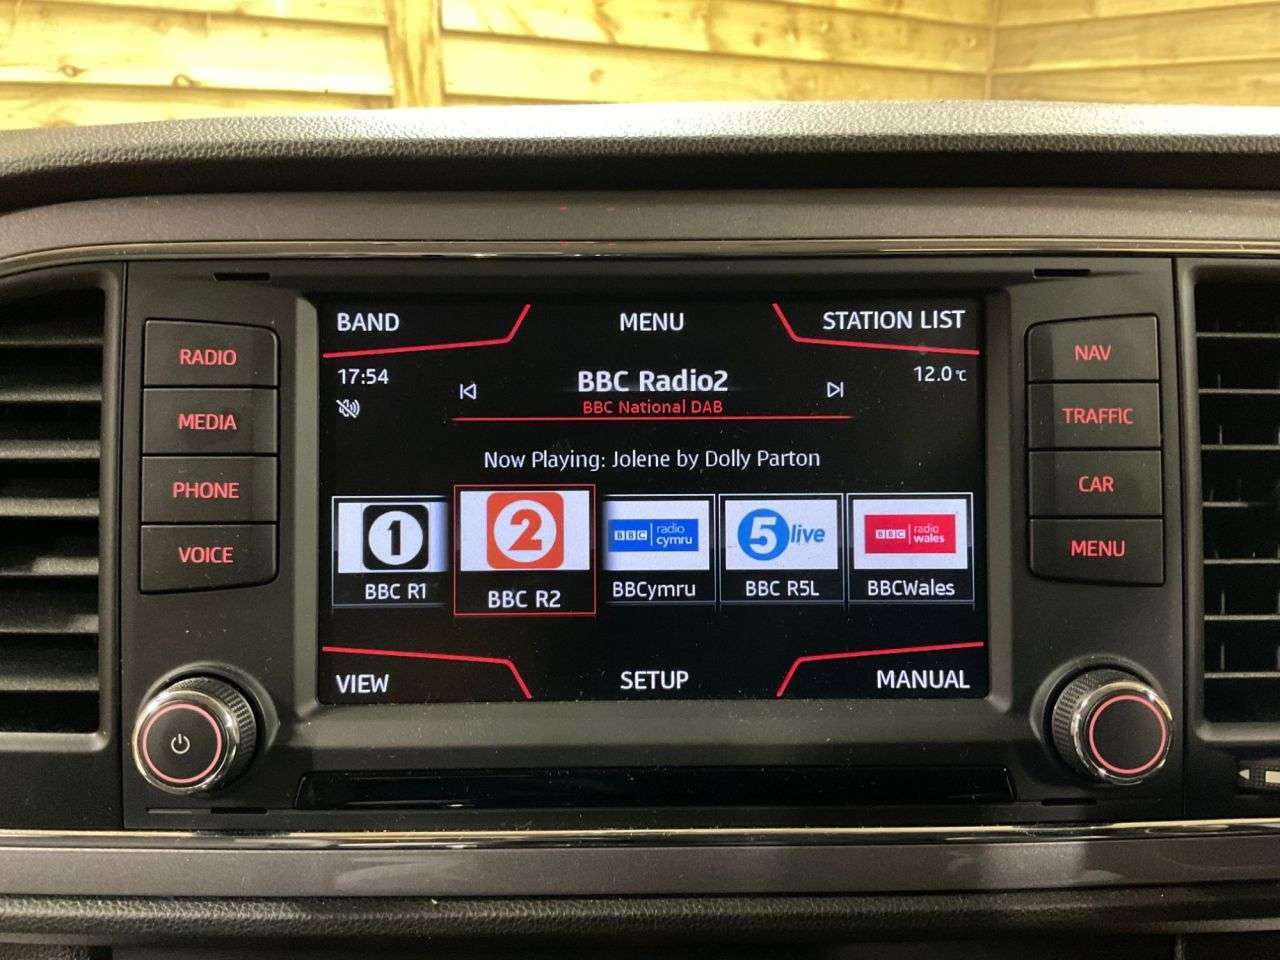 BAND
MENU
STATION LIST
17:54
BBC Radio2
12.0°C
BBC National DAB
Now Playing: Jolene by Dolly Parton
1
2
BBC radio cymru
5 live
BBC radio wales
BBC R1
BBC R2
BBCymru
BBC R5L
BBCWales
VIEW
SETUP
MANUAL
RADIO
MEDIA
PHONE
VOICE
NAV
TRAFFIC
CAR
MENU